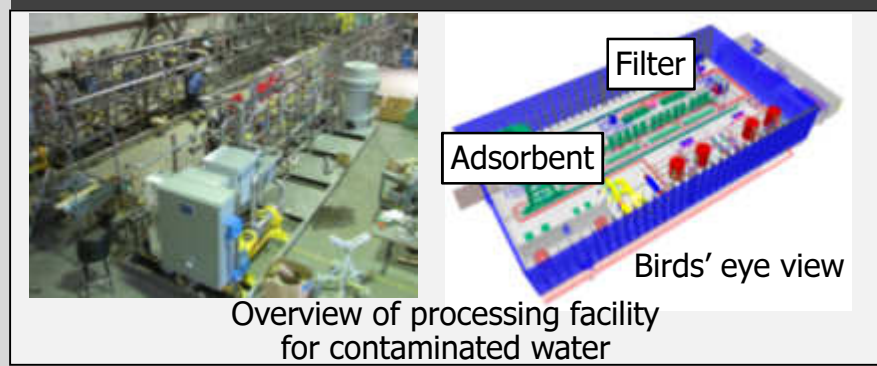 Filter
Adsorbent
Birds' eye view
Overview of processing facility
for contaminated water